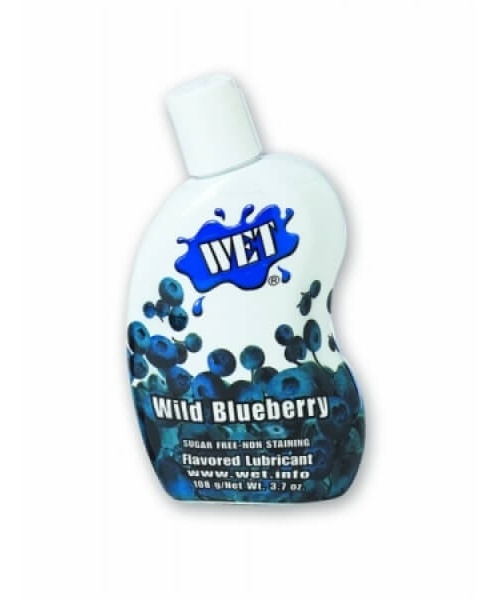 WET®
Wild Blueberry
SUGAR FREE-NON STAINING
Flavored Lubricant
www.wet.info
108 g/Net Wt. 3.7 oz.